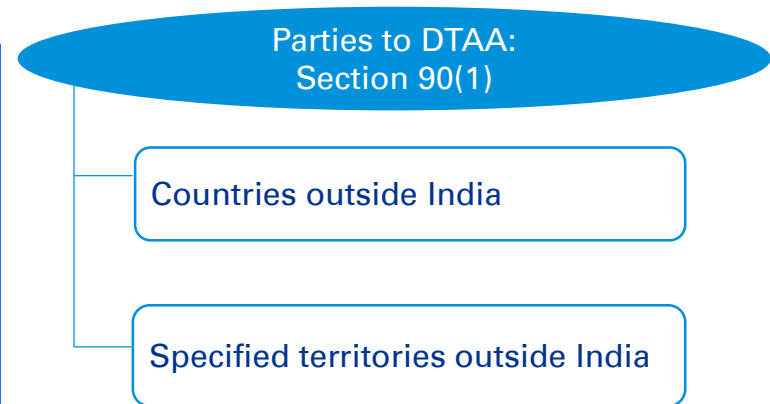 Parties to DTAA:
Section 90(1)
Countries outside India
Specified territories outside India